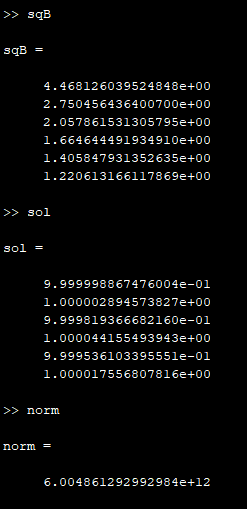 >> sqB
sqB =
4.468126039524848e+00
2.750456436400700e+00
2.057861531305795e+00
1.664644491934910e+00
1.405847931352635e+00
1.220613166117869e+00
>> sol
sol =
9.999998867476004e-01
1.000002894573827e+00
9.999819366682160e-01
1.000044155493943e+00
9.999536103395551e-01
1.000017556807816e+00
>> norm
norm =
6.004861292992984e+12